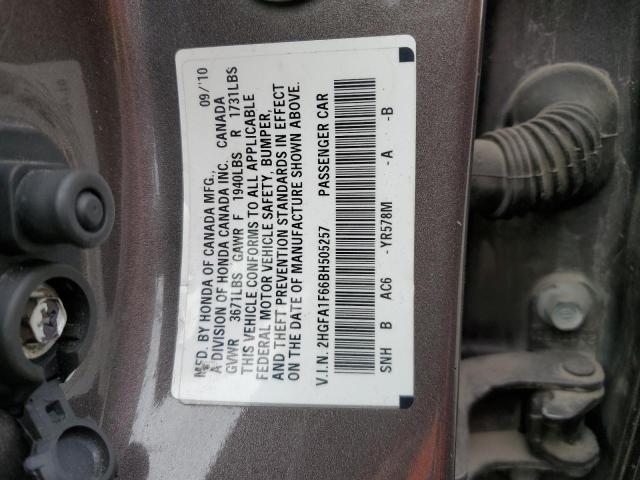 MFD. BY HONDA OF CANADA MFG., 09/'10
A DIVISION OF HONDA CANADA INC. CANADA
GVWR 3671LBS GAWR F 1940LBS R 1731LBS
THIS VEHICLE CONFORMS TO ALL APPLICABLE
FEDERAL MOTOR VEHICLE SAFETY, BUMPER,
AND THEFT PREVENTION STANDARDS IN EFFECT
ON THE DATE OF MANUFACTURE SHOWN ABOVE.
V.I.N. 2HGFA1F66BH505257 PASSENGER CAR
SNH B AC6 -YR578M -A -B